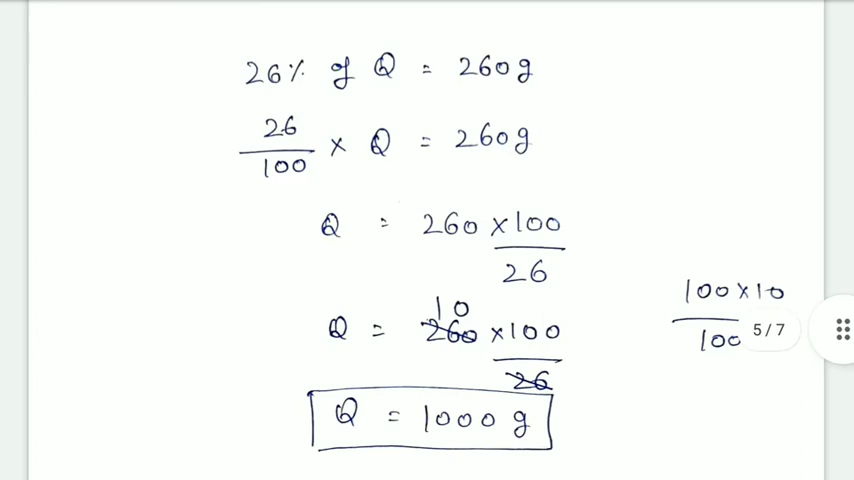 26% of Q = 260g
26
100 × Q = 260g
Q = 260 × 100
26
10
Q = 260 × 100
26
Q = 1000 g
100 × 10
100
5/7